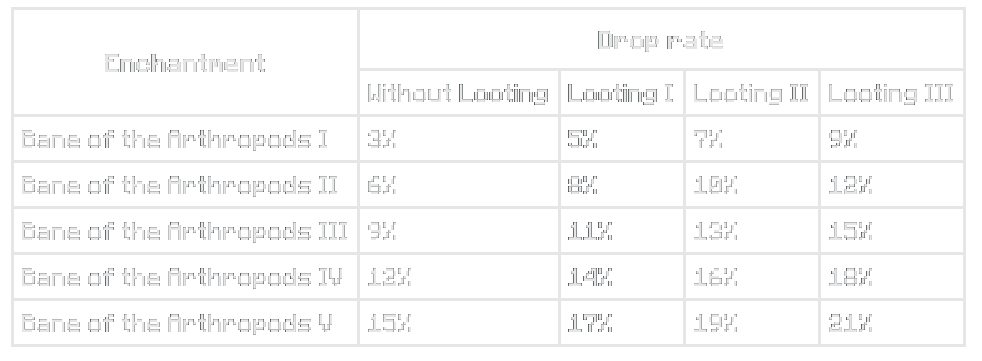 Enchantment
Drop rate
Without Looting Looting I Looting II Looting III
Bane of the Arthropods I 3% 5% 7% 9%
Bane of the Arthropods II 6% 8% 10% 12%
Bane of the Arthropods III 9% 11% 13% 15%
Bane of the Arthropods IV 12% 14% 16% 18%
Bane of the Arthropods V 15% 17% 19% 21%